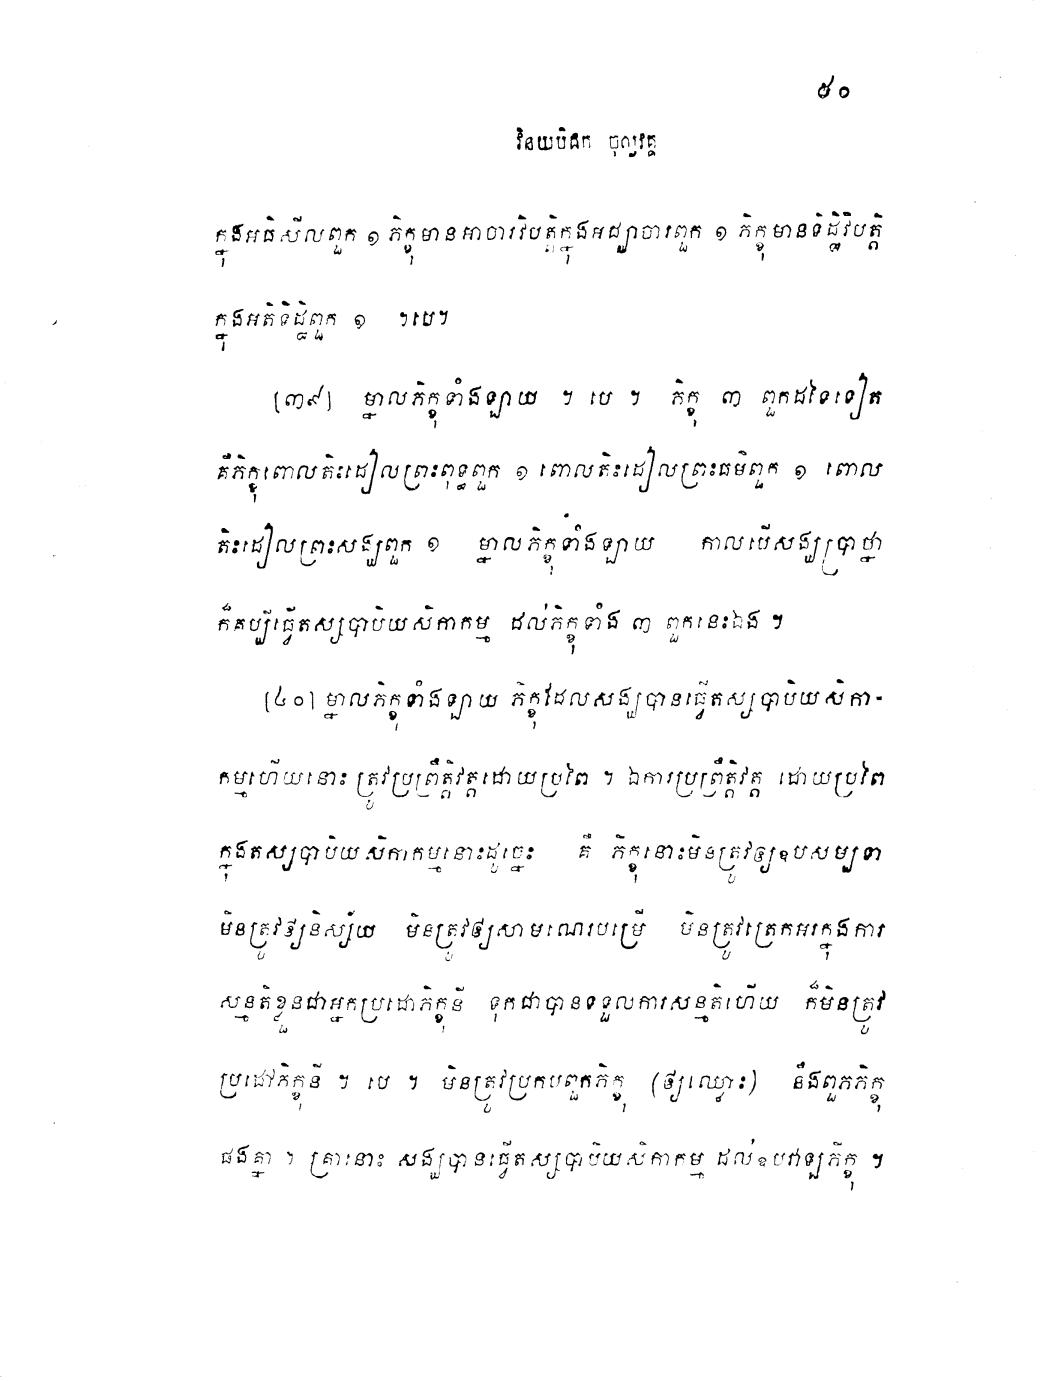 ៥០
វិនយបិដក ចុល្លវគ្គ
ក្នុងអធិសីលពួក ១ ភិក្ខុមានអាចារវិបត្តិក្នុងអជ្ឈាចារពួក ១ ភិក្ខុមានទិដ្ឋិវិបត្តិ
ក្នុងអតិទិដ្ឋិពួក ១ ។បេ។
[៣៩] ម្នាលភិក្ខុទាំងឡាយ ។ បេ ។ ភិក្ខុ ៣ ពួកដទៃទៀត
គឺភិក្ខុពោលតិះដៀលព្រះពុទ្ធពួក ១ ពោលតិះដៀលព្រះធម៌ពួក ១ ពោល
តិះដៀលព្រះសង្ឃពួក ១ ម្នាលភិក្ខុទាំងឡាយ កាលបើសង្ឃប្រាថ្នា
ក៏គប្បីធ្វើតស្សបាបិយសិកាកម្ម ដល់ភិក្ខុទាំង ៣ ពួកនេះឯង ។
[៤០] ម្នាលភិក្ខុទាំងឡាយ ភិក្ខុដែលសង្ឃបានធ្វើតស្សបាបិយសិកា-
កម្មហើយនោះ ត្រូវប្រព្រឹត្តិវត្តដោយប្រពៃ ។ ឯការប្រព្រឹត្តិវត្ត ដោយប្រពៃ
ក្នុងតស្សបាបិយសិកាកម្មនោះដូច្នេះ គឺ ភិក្ខុនោះមិនត្រូវឲ្យឧបសម្បទា
មិនត្រូវឲ្យនិស្ស័យ មិនត្រូវឲ្យសាមណេរបម្រើ មិនត្រូវត្រេកអរក្នុងការ
សន្មតិខ្លួនជាអ្នកប្រដៅភិក្ខុនី ទុកជាបានទទួលការសន្មតិហើយ ក៏មិនត្រូវ
ប្រដៅភិក្ខុនី ។ បេ ។ មិនត្រូវប្រកបពួកភិក្ខុ (ឲ្យឈ្លោះ) នឹងពួកភិក្ខុ
ផងគ្នា ។ គ្រានោះ សង្ឃបានធ្វើតស្សបាបិយសិកាកម្ម ដល់ឧបវាឡភិក្ខុ ។